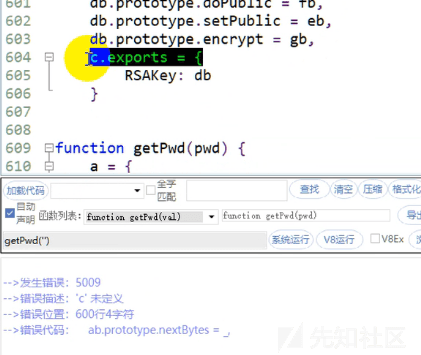 601 db.prototype.doPublic = fb,
602 db.prototype.setPublic = eb,
603 db.prototype.encrypt = gb,
604 c.exports = {
605 RSAKey: db
606 }
607
608
609 function getPwd(pwd) {
610 a = {
加载代码 全字匹配 查找 清空 压缩 格式化
自动声明 函数列表: function getPwd(val) function getPwd(pwd)
getPwd('') 系统运行 V8运行 V8Ex
-->发生错误: 5009
-->错误描述: 'c' 未定义
-->错误位置: 600行4字符
-->错误代码: ab.prototype.nextBytes = _,
先知社区